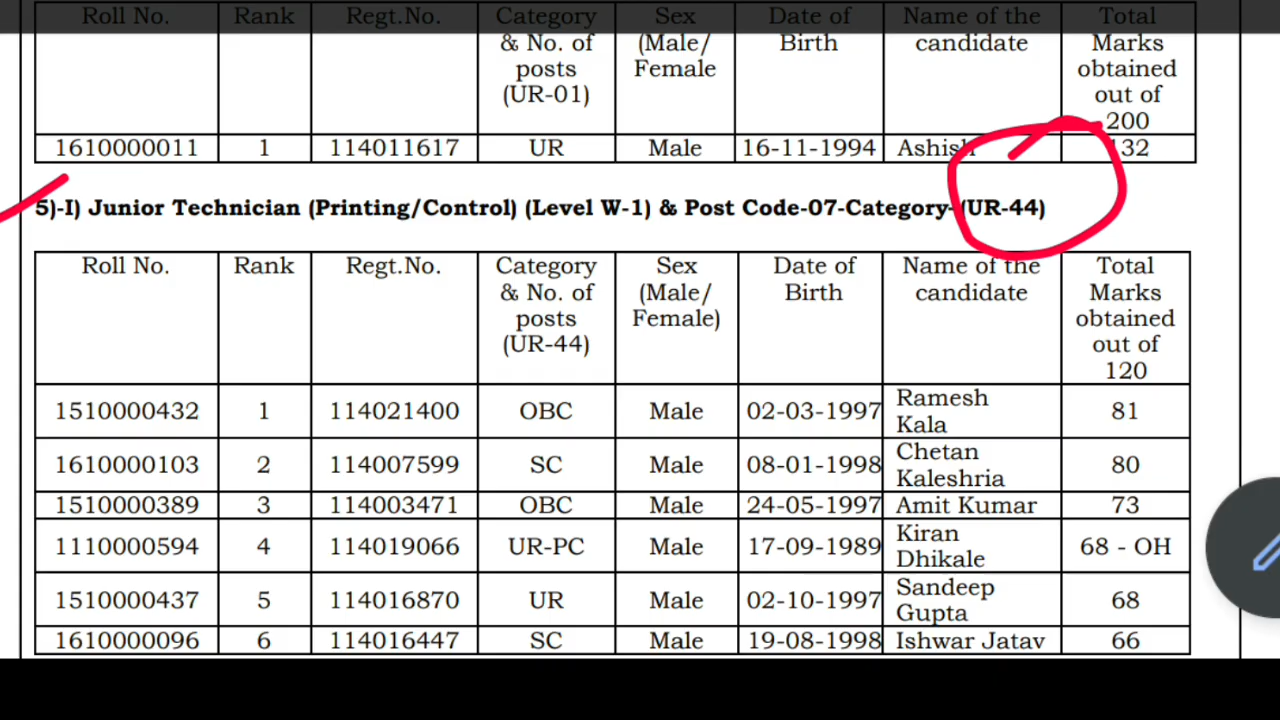 Roll No. Rank Regt.No. Category & No. of posts (UR-01) Sex (Male/ Female Date of Birth Name of the candidate Total Marks obtained out of 200
1610000011 1 114011617 UR Male 16-11-1994 Ashish 132
5)-I) Junior Technician (Printing/Control) (Level W-1) & Post Code-07-Category-(UR-44)
Roll No. Rank Regt.No. Category & No. of posts (UR-44) Sex (Male/ Female) Date of Birth Name of the candidate Total Marks obtained out of 120
1510000432 1 114021400 OBC Male 02-03-1997 Ramesh Kala 81
1610000103 2 114007599 SC Male 08-01-1998 Chetan Kaleshria 80
1510000389 3 114003471 OBC Male 24-05-1997 Amit Kumar 73
1110000594 4 114019066 UR-PC Male 17-09-1989 Kiran Dhikale 68 - OH
1510000437 5 114016870 UR Male 02-10-1997 Sandeep Gupta 68
1610000096 6 114016447 SC Male 19-08-1998 Ishwar Jatav 66